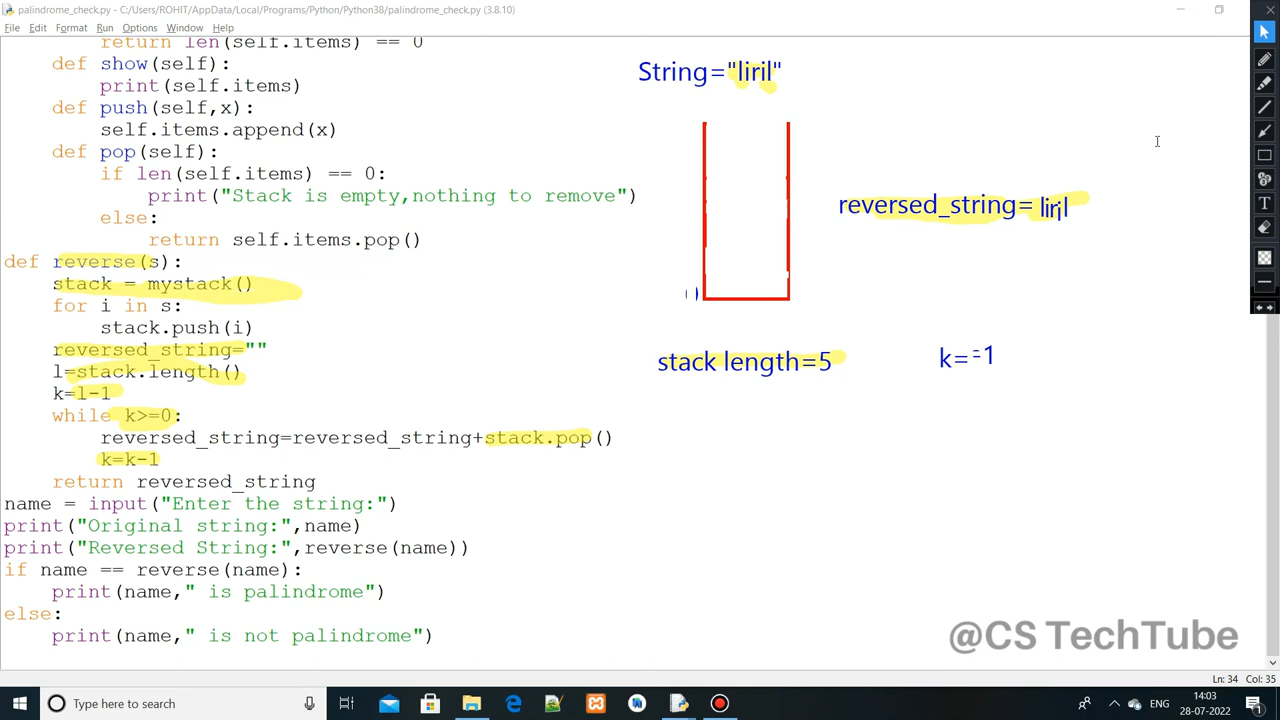 palindrome_check.py - C:/Users/ROHIT/AppData/Local/Programs/Python/Python38/palindrome_check.py (3.8.10)
File Edit Format Run Options Window Help
return len(self.items) == 0
def show(self):
print(self.items)
def push(self,x):
self.items.append(x)
def pop(self):
if len(self.items) == 0:
print("Stack is empty,nothing to remove")
else:
return self.items.pop()
def reverse(s):
stack = mystack()
for i in s:
stack.push(i)
reversed_string=""
l=stack.length()
k=l-1
while k>=0:
reversed_string=reversed_string+stack.pop()
k=k-1
return reversed_string
name = input("Enter the string:")
print("Original string:",name)
print("Reversed String:",reverse(name))
if name == reverse(name):
print(name," is palindrome")
else:
print(name," is not palindrome")
String="liril"
reversed_string= liril
stack length=5
k=-1
@CS TechTube
Ln: 34 Col: 35
Type here to search
14:03
28-07-2022